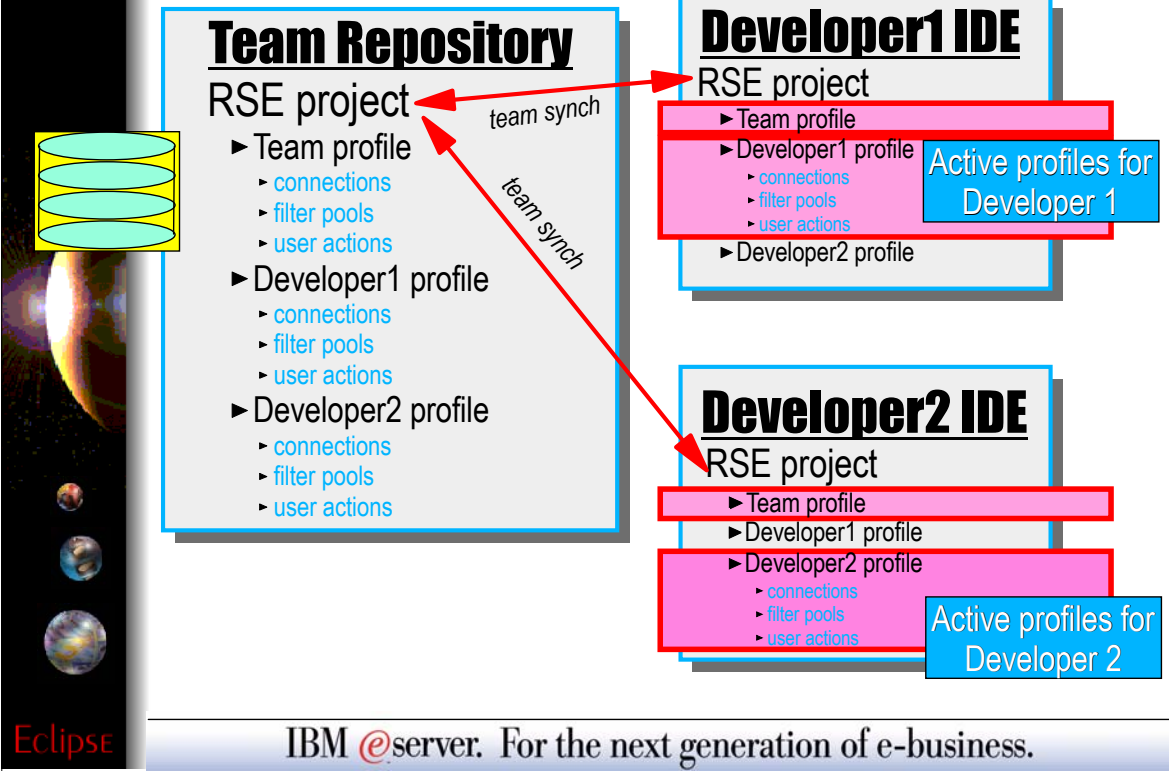 Team Repository
RSE project
►Team profile
►connections
►filter pools
►user actions
►Developer1 profile
►connections
►filter pools
►user actions
►Developer2 profile
►connections
►filter pools
►user actions
team synch
team synch
Developer1 IDE
RSE project
►Team profile
►Developer1 profile
►connections
►filter pools
►user actions
►Developer2 profile
Active profiles for
Developer 1
Developer2 IDE
RSE project
►Team profile
►Developer1 profile
►Developer2 profile
►connections
►filter pools
►user actions
Active profiles for
Developer 2
Eclipse
IBM @server. For the next generation of e-business.